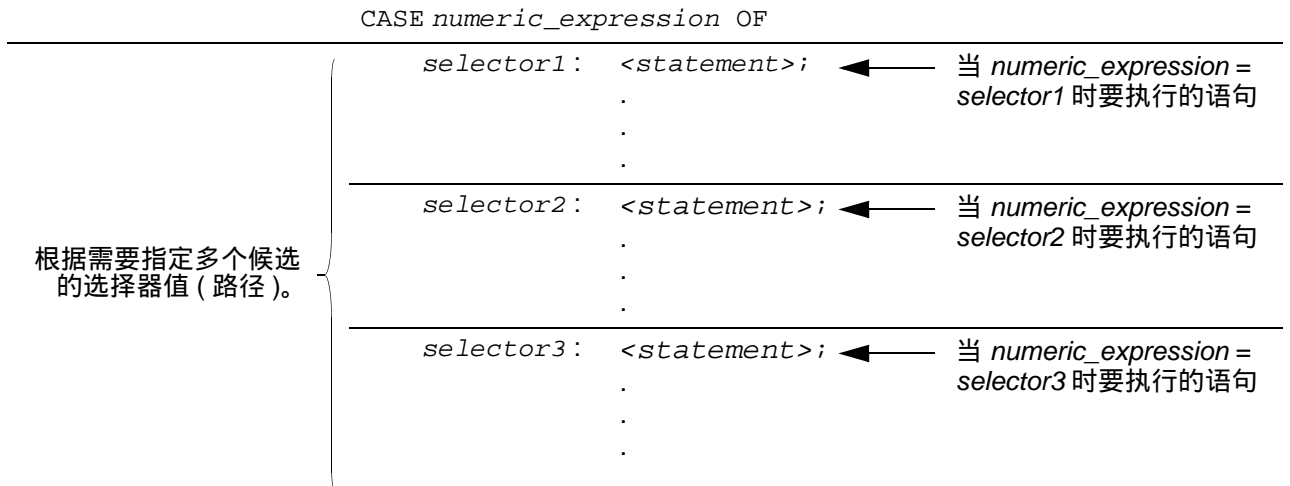 CASE numeric_expression OF
selector1: <statement>; 当 numeric_expression =
selector1 时要执行的语句
.
.
.
selector2: <statement>; 当 numeric_expression =
selector2 时要执行的语句
.
.
.
根据需要指定多个候选
的选择器值 ( 路径 )。
selector3: <statement>; 当 numeric_expression =
selector3 时要执行的语句
.
.
.